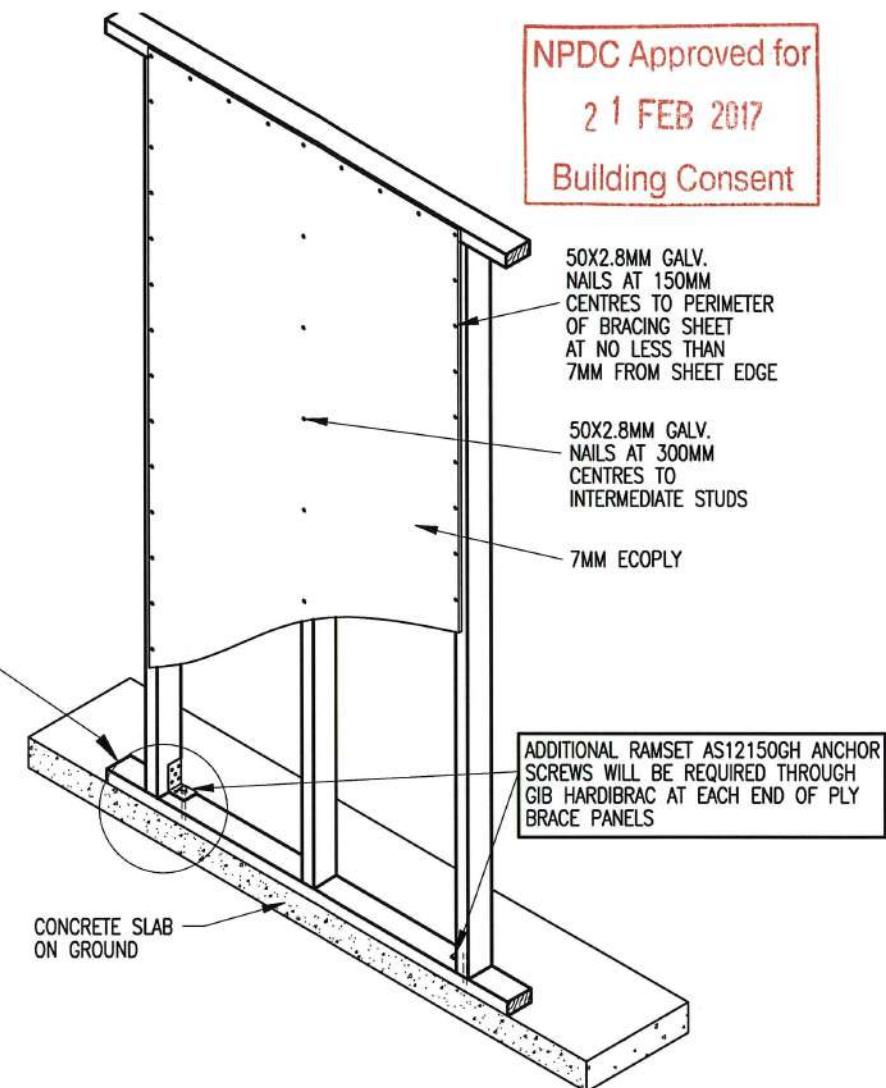 NPDC Approved for
21 FEB 2017
Building Consent
50X2.8MM GALV.
NAILS AT 150MM
CENTRES TO PERIMETER
OF BRACING SHEET
AT NO LESS THAN
7MM FROM SHEET EDGE
50X2.8MM GALV.
NAILS AT 300MM
CENTRES TO
INTERMEDIATE STUDS
7MM ECOPLY
ADDITIONAL RAMSET AS12150GH ANCHOR
SCREWS WILL BE REQUIRED THROUGH
GIB HARDIBRAC AT EACH END OF PLY
BRACE PANELS
CONCRETE SLAB
ON GROUND